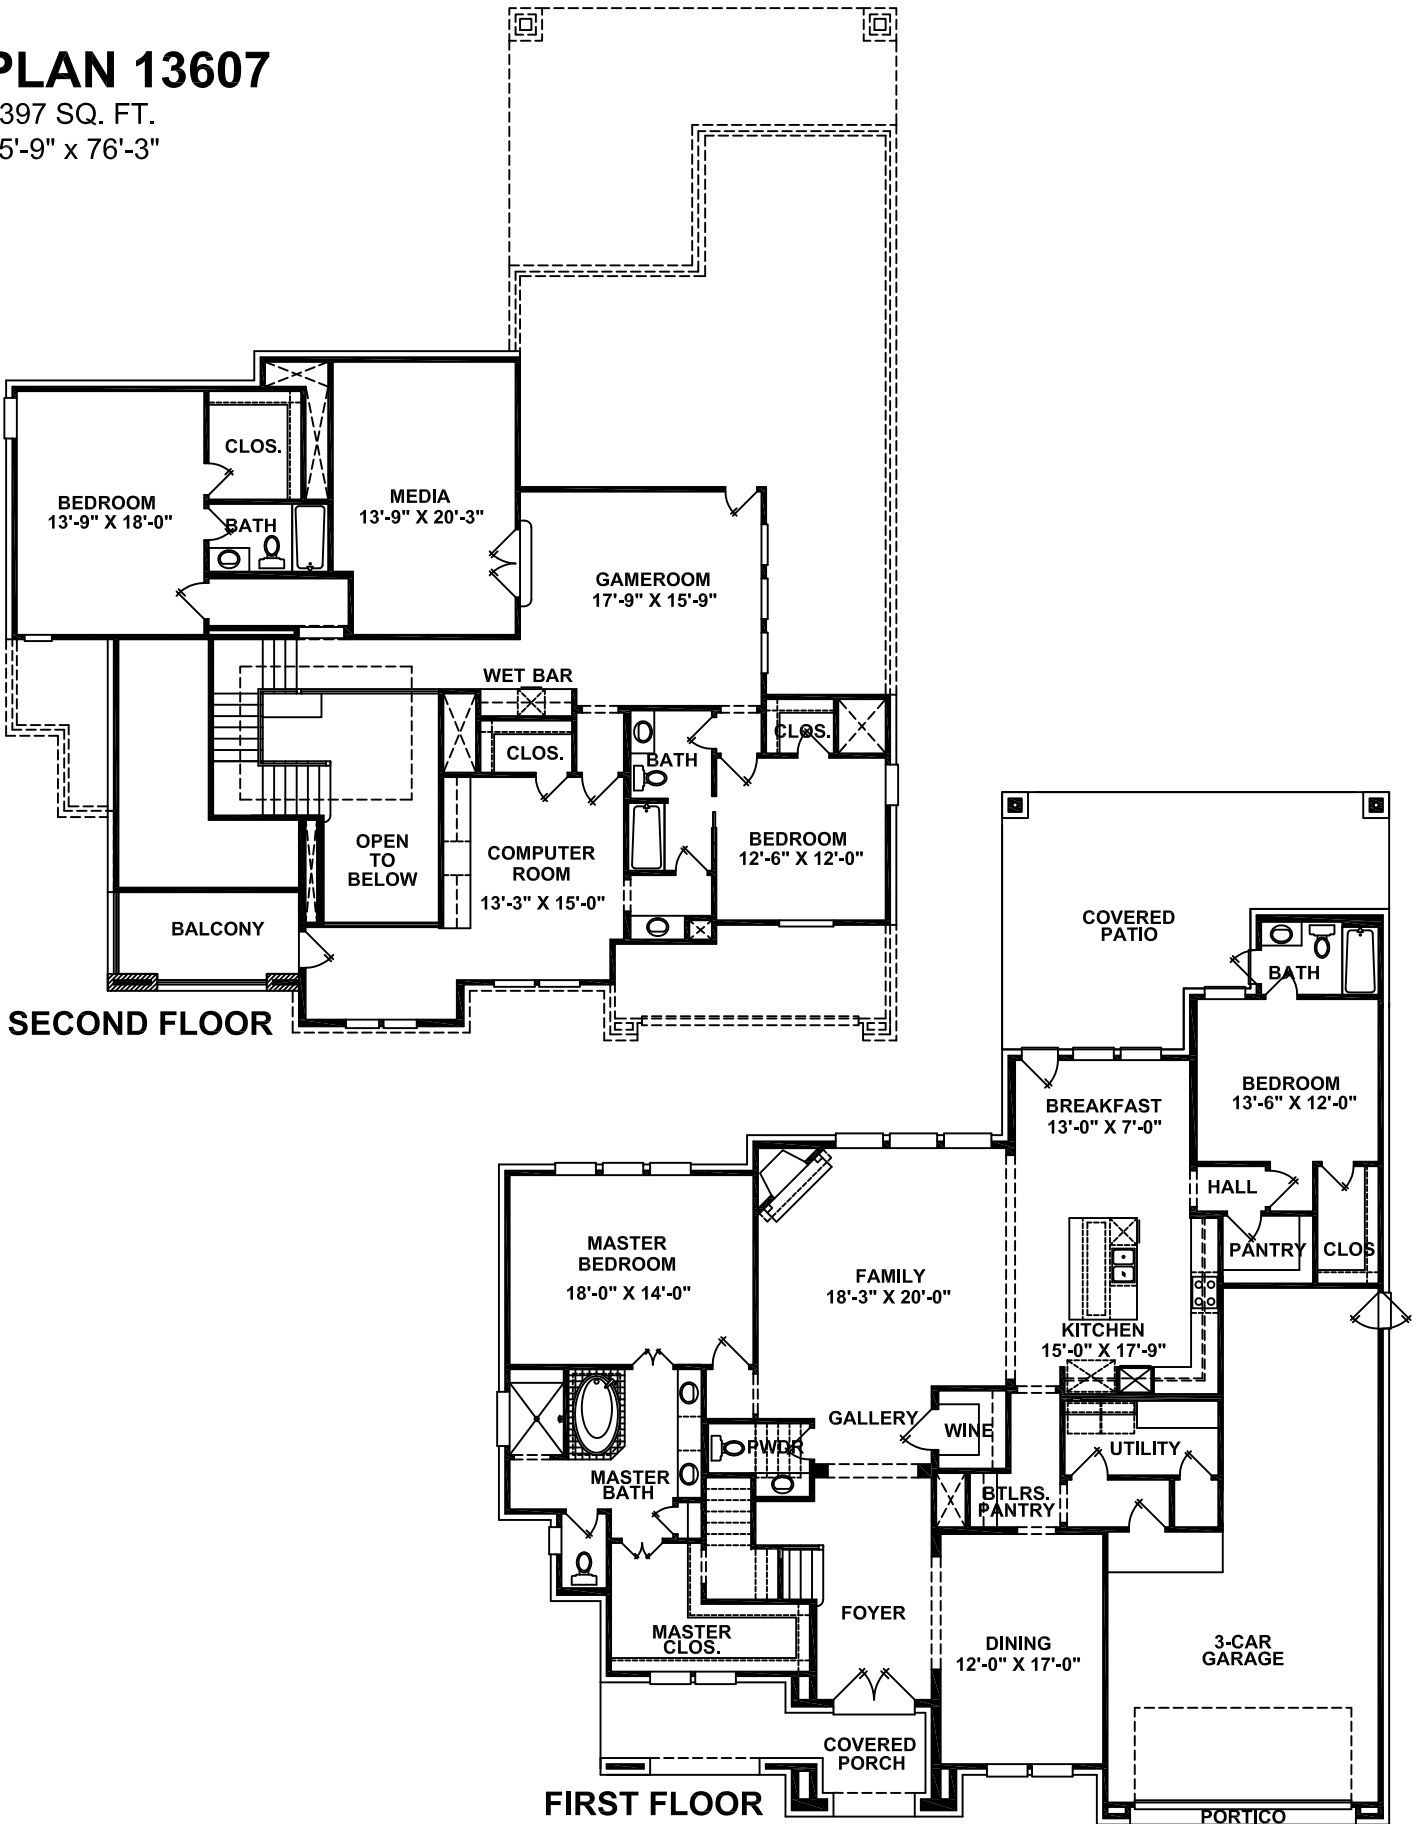 PLAN 13607
397 SQ. FT.
5'-9" x 76'-3"
CLOS.
BEDROOM
13'-9" X 18'-0"
MEDIA
13'-9" X 20'-3"
BATH
GAMEROOM
17'-9" X 15'-9"
WET BAR
CLOS.
CLOS.
BATH
OPEN
TO
BELOW
COMPUTER
ROOM
13'-3" X 15'-0"
BEDROOM
12'-6" X 12'-0"
BALCONY
SECOND FLOOR
COVERED
PATIO
BATH
BEDROOM
13'-6" X 12'-0"
BREAKFAST
13'-0" X 7'-0"
HALL
PANTRY
CLOS
MASTER
BEDROOM
18'-0" X 14'-0"
FAMILY
18'-3" X 20'-0"
KITCHEN
15'-0" X 17'-9"
GALLERY
WINE
PWDR
UTILITY
MASTER
BATH
BTLRS.
PANTRY
FOYER
MASTER
CLOS.
DINING
12'-0" X 17'-0"
3-CAR
GARAGE
COVERED
PORCH
FIRST FLOOR
PORTICO